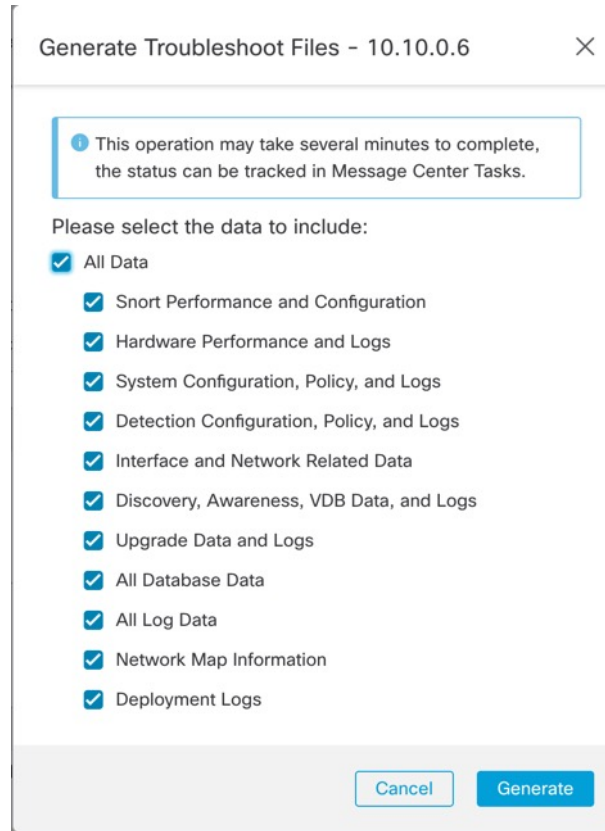 Generate Troubleshoot Files - 10.10.0.6
This operation may take several minutes to complete,
the status can be tracked in Message Center Tasks.
Please select the data to include:
All Data
Snort Performance and Configuration
Hardware Performance and Logs
System Configuration, Policy, and Logs
Detection Configuration, Policy, and Logs
Interface and Network Related Data
Discovery, Awareness, VDB Data, and Logs
Upgrade Data and Logs
All Database Data
All Log Data
Network Map Information
Deployment Logs
Cancel
Generate